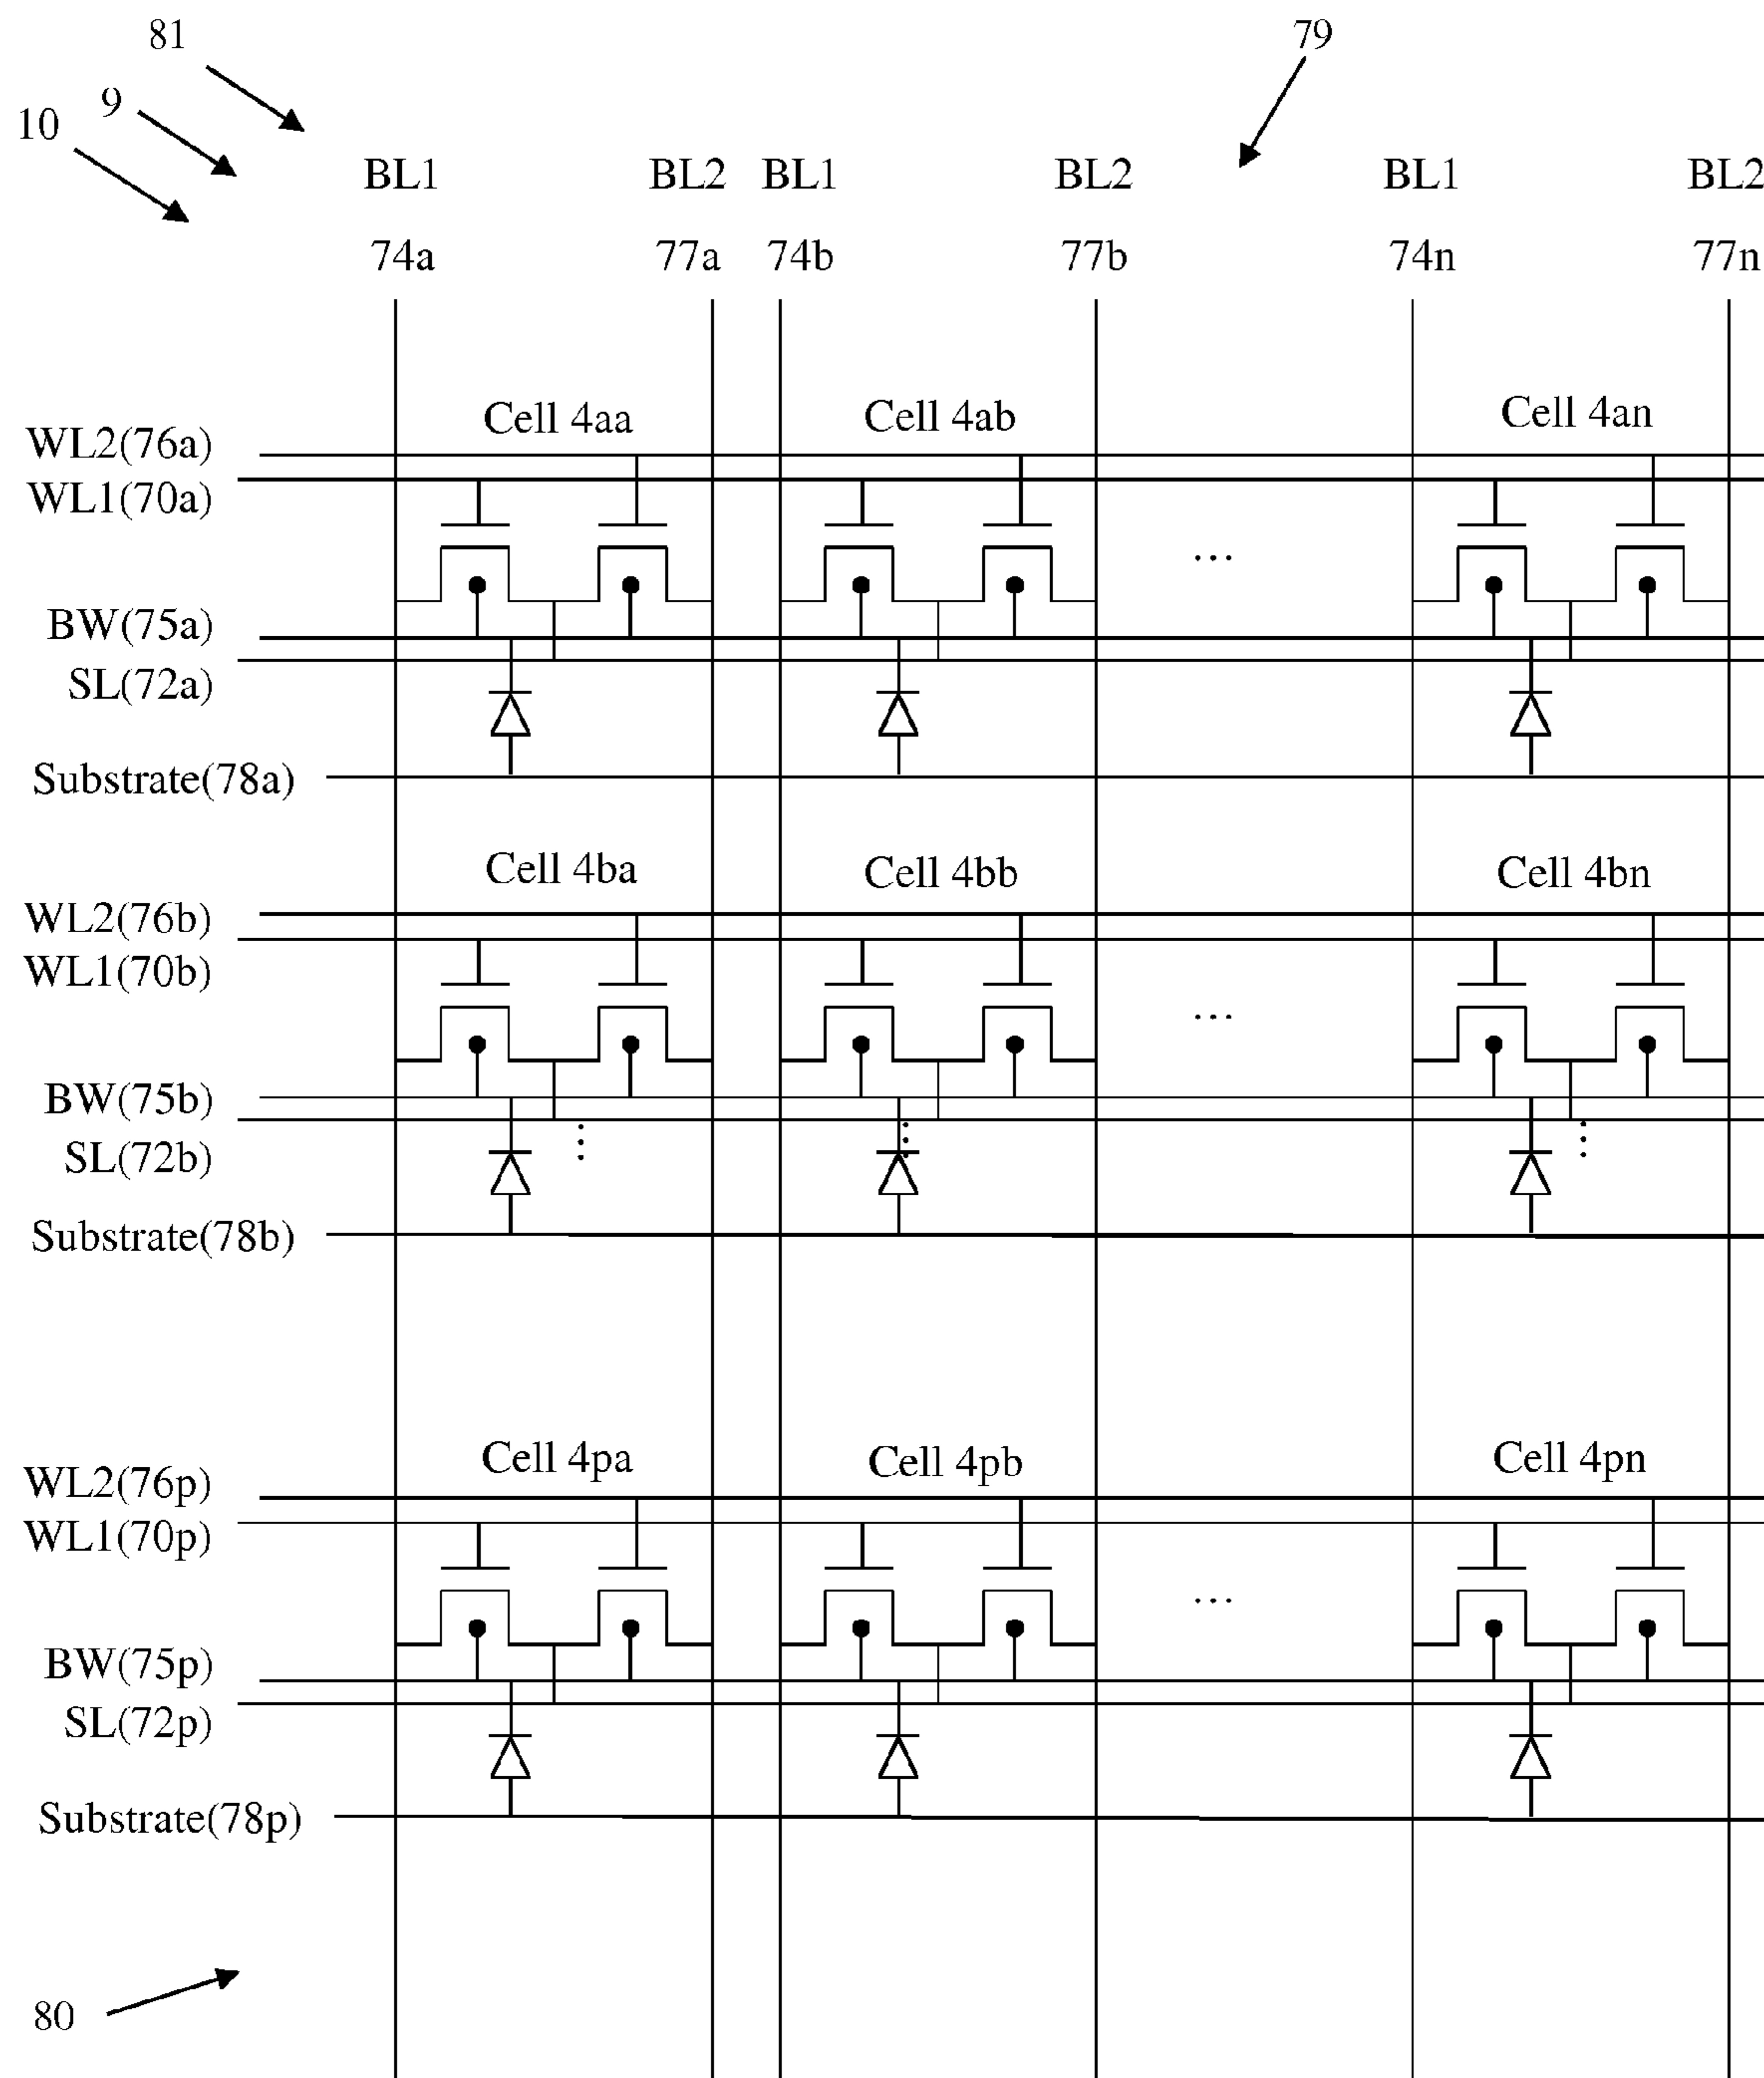 81
79
9
10
BL1 BL2 BL1 BL2 BL1 BL2
74a 77a 74b 77b 74n 77n
Cell 4aa Cell 4ab Cell 4an
WL2(76a)
WL1(70a)
...
BW(75a)
SL(72a)
Substrate(78a)
Cell 4ba Cell 4bb Cell 4bn
WL2(76b)
WL1(70b)
...
BW(75b)
SL(72b)
Substrate(78b)
Cell 4pa Cell 4pb Cell 4pn
WL2(76p)
WL1(70p)
...
BW(75p)
SL(72p)
Substrate(78p)
80